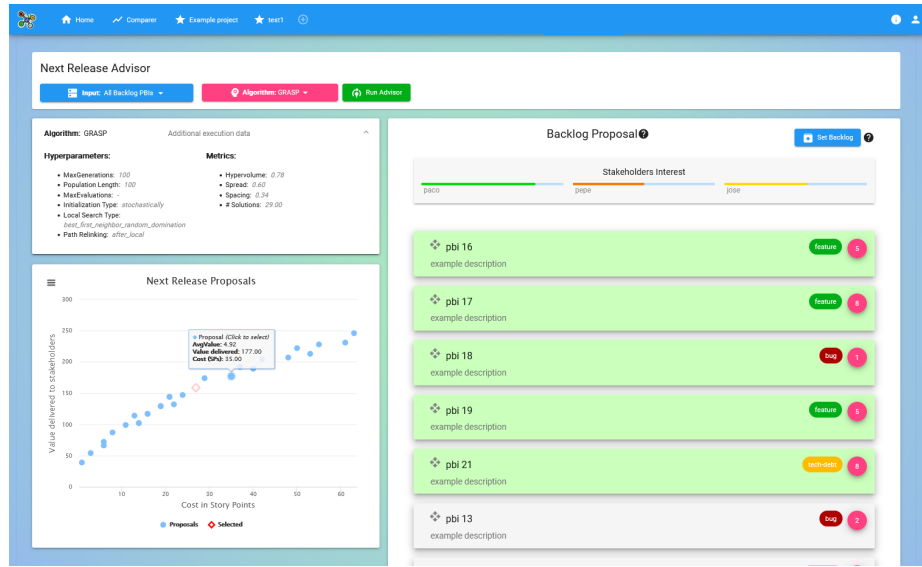 Home
Comparer
Example project
test1
Next Release Advisor
Input: All Backlog PBIs
Algorithm: GRASP
Run Advisor
Algorithm: GRASP
Additional execution data
Hyperparameters:
MaxGenerations: 100
Population Length: 100
MaxEvaluations: -
Initialization Type: stochastically
Local Search Type:
best_first_neighbor_random_domination
Path Relinking: after_local
Metrics:
Hypervolume: 0.78
Spread: 0.60
Spacing: 0.34
# Solutions: 29.00
Next Release Proposals
Value delivered to stakeholders
300
250
200
150
100
50
0
Proposal (Click to select)
AvgValue: 4.92
Value delivered: 177.00
Cost (SPs): 35.00
10
20
30
40
50
60
Cost in Story Points
Proposals
Selected
Backlog Proposal
Set Backlog
Stakeholders Interest
paco
pepe
jose
pbi 16
feature
5
example description
pbi 17
feature
8
example description
pbi 18
bug
1
example description
pbi 19
feature
5
example description
pbi 21
tech-debt
8
example description
pbi 13
bug
2
example description